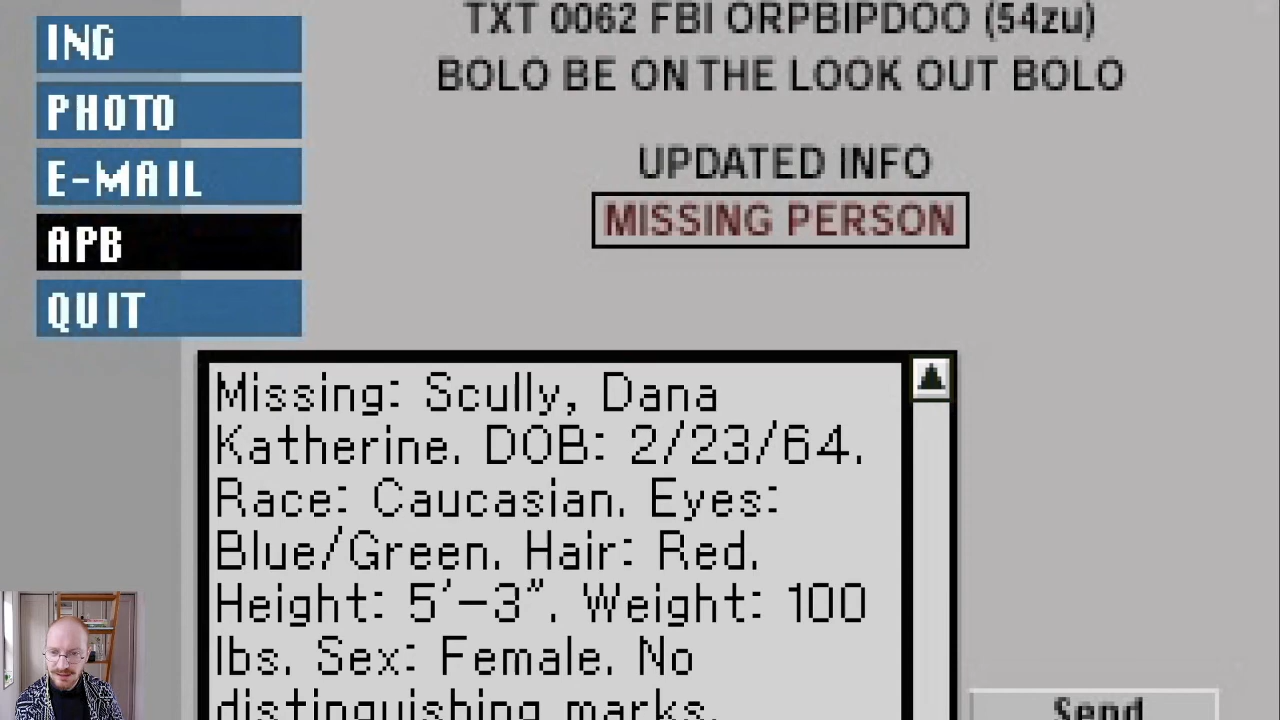 ING
PHOTO
E-MAIL
APB
QUIT
TXT 0062 FBI ORPBIPDOO (54zu)
BOLO BE ON THE LOOK OUT BOLO
UPDATED INFO
MISSING PERSON
Missing: Scully, Dana
Katherine. DOB: 2/23/64.
Race: Caucasian. Eyes:
Blue/Green. Hair: Red.
Height: 5'-3". Weight: 100
lbs. Sex: Female. No
distinguishing marks.
Send